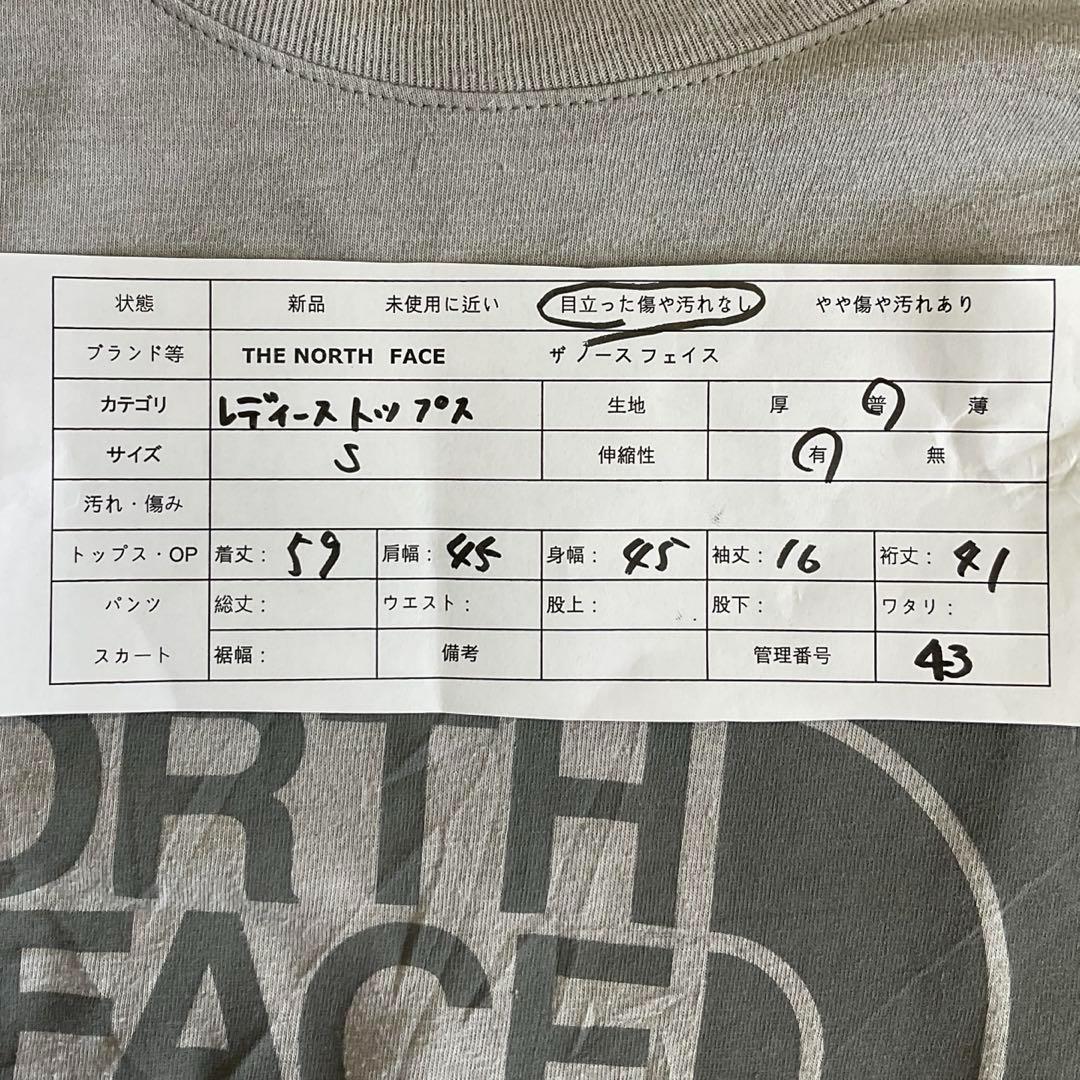 状態 新品 未使用に近い 目立った傷や汚れなし やや傷や汚れあり
ブランド等 THE NORTH FACE ザ ノース フェイス
カテゴリ レディーストップス 生地 厚 普 薄
サイズ S 伸縮性 有 無
汚れ・傷み
トップス・OP 着丈: 59 肩幅: 45 身幅: 45 袖丈: 16 裄丈: 41
パンツ 総丈: ウエスト: 股上: 股下: ワタリ:
スカート 裾幅: 備考 管理番号 43
ORTH
FACE